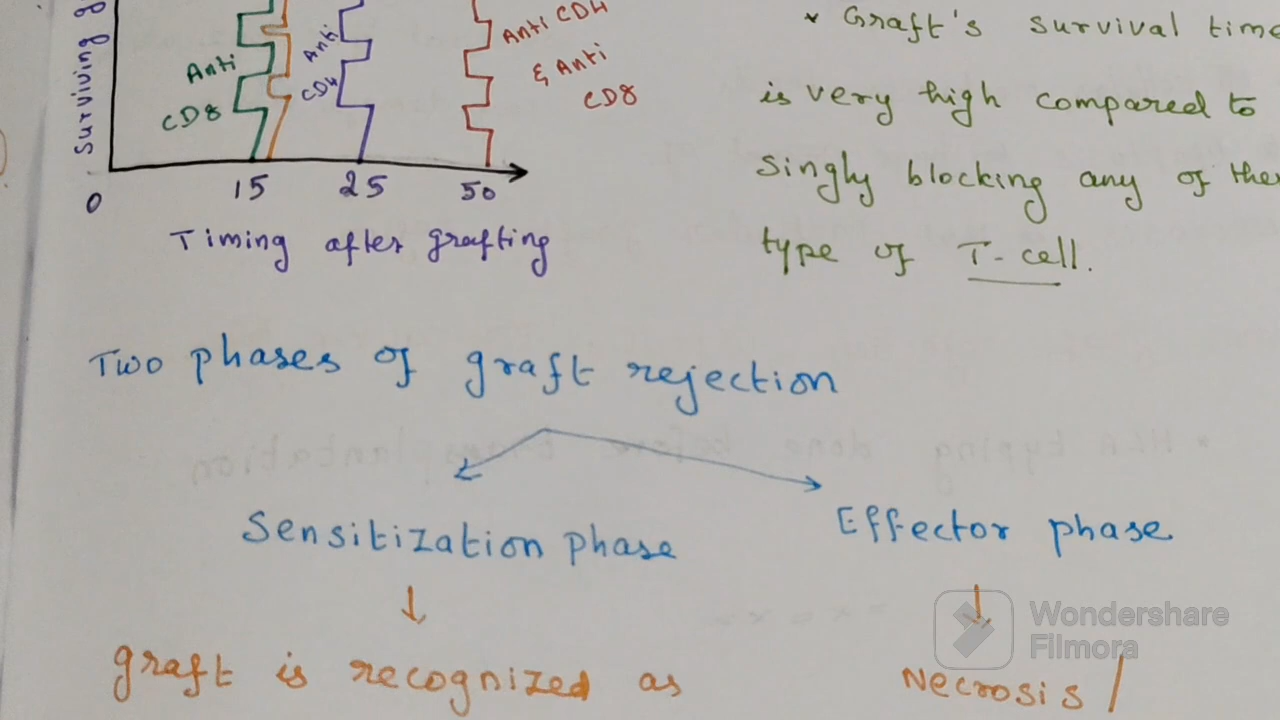 Surviving
Anti
CD8
Anti
CD4
Anti CD4
& Anti
CD8
0
15
25
50
Timing after grafting
* Graft's survival time
is very high compared to
singly blocking any of
type of T-cell.
Two phases of graft rejection
Sensitization phase
Effector phase
graft is recognized as
Necrosis /
Wondershare
Filmora